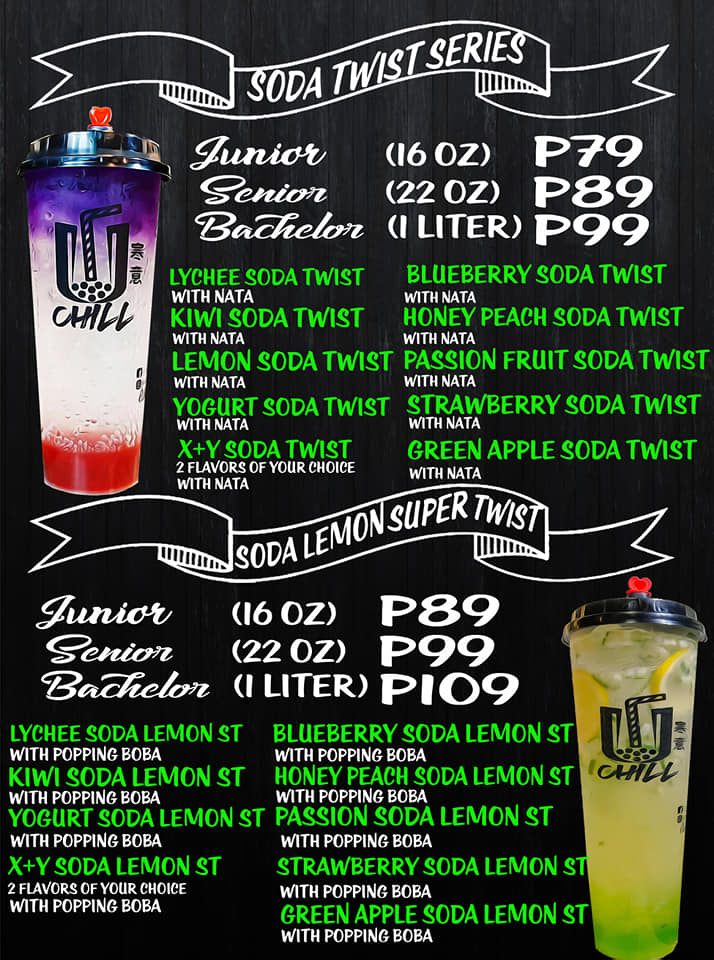 SODA TWIST SERIES
Junior (16 OZ) P79
Senior (22 OZ) P89
Bachelor (1 LITER) P99
CHILL
LYCHEE SODA TWIST
WITH NATA
KIWI SODA TWIST
WITH NATA
LEMON SODA TWIST
WITH NATA
YOGURT SODA TWIST
WITH NATA
X+Y SODA TWIST
2 FLAVORS OF YOUR CHOICE
WITH NATA
BLUEBERRY SODA TWIST
WITH NATA
HONEY PEACH SODA TWIST
WITH NATA
PASSION FRUIT SODA TWIST
WITH NATA
STRAWBERRY SODA TWIST
WITH NATA
GREEN APPLE SODA TWIST
WITH NATA
SODA LEMON SUPER TWIST
Junior (16 OZ) P89
Senior (22 OZ) P99
Bachelor (1 LITER) P109
LYCHEE SODA LEMON ST
WITH POPPING BOBA
KIWI SODA LEMON ST
WITH POPPING BOBA
YOGURT SODA LEMON ST
WITH POPPING BOBA
X+Y SODA LEMON ST
2 FLAVORS OF YOUR CHOICE
WITH POPPING BOBA
BLUEBERRY SODA LEMON ST
WITH POPPING BOBA
HONEY PEACH SODA LEMON ST
WITH POPPING BOBA
PASSION SODA LEMON ST
WITH POPPING BOBA
STRAWBERRY SODA LEMON ST
WITH POPPING BOBA
GREEN APPLE SODA LEMON ST
WITH POPPING BOBA
CHILL